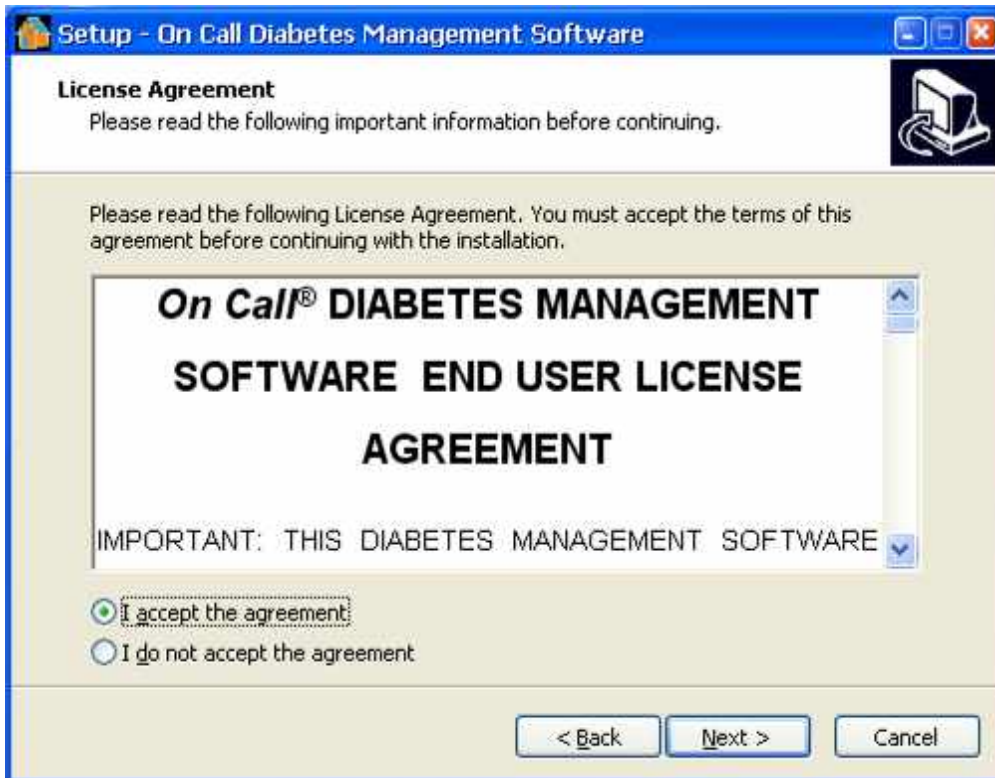 Setup - On Call Diabetes Management Software
License Agreement
Please read the following important information before continuing.
Please read the following License Agreement. You must accept the terms of this
agreement before continuing with the installation.
On Call® DIABETES MANAGEMENT
SOFTWARE END USER LICENSE
AGREEMENT
IMPORTANT: THIS DIABETES MANAGEMENT SOFTWARE
I accept the agreement
I do not accept the agreement
< Back Next > Cancel